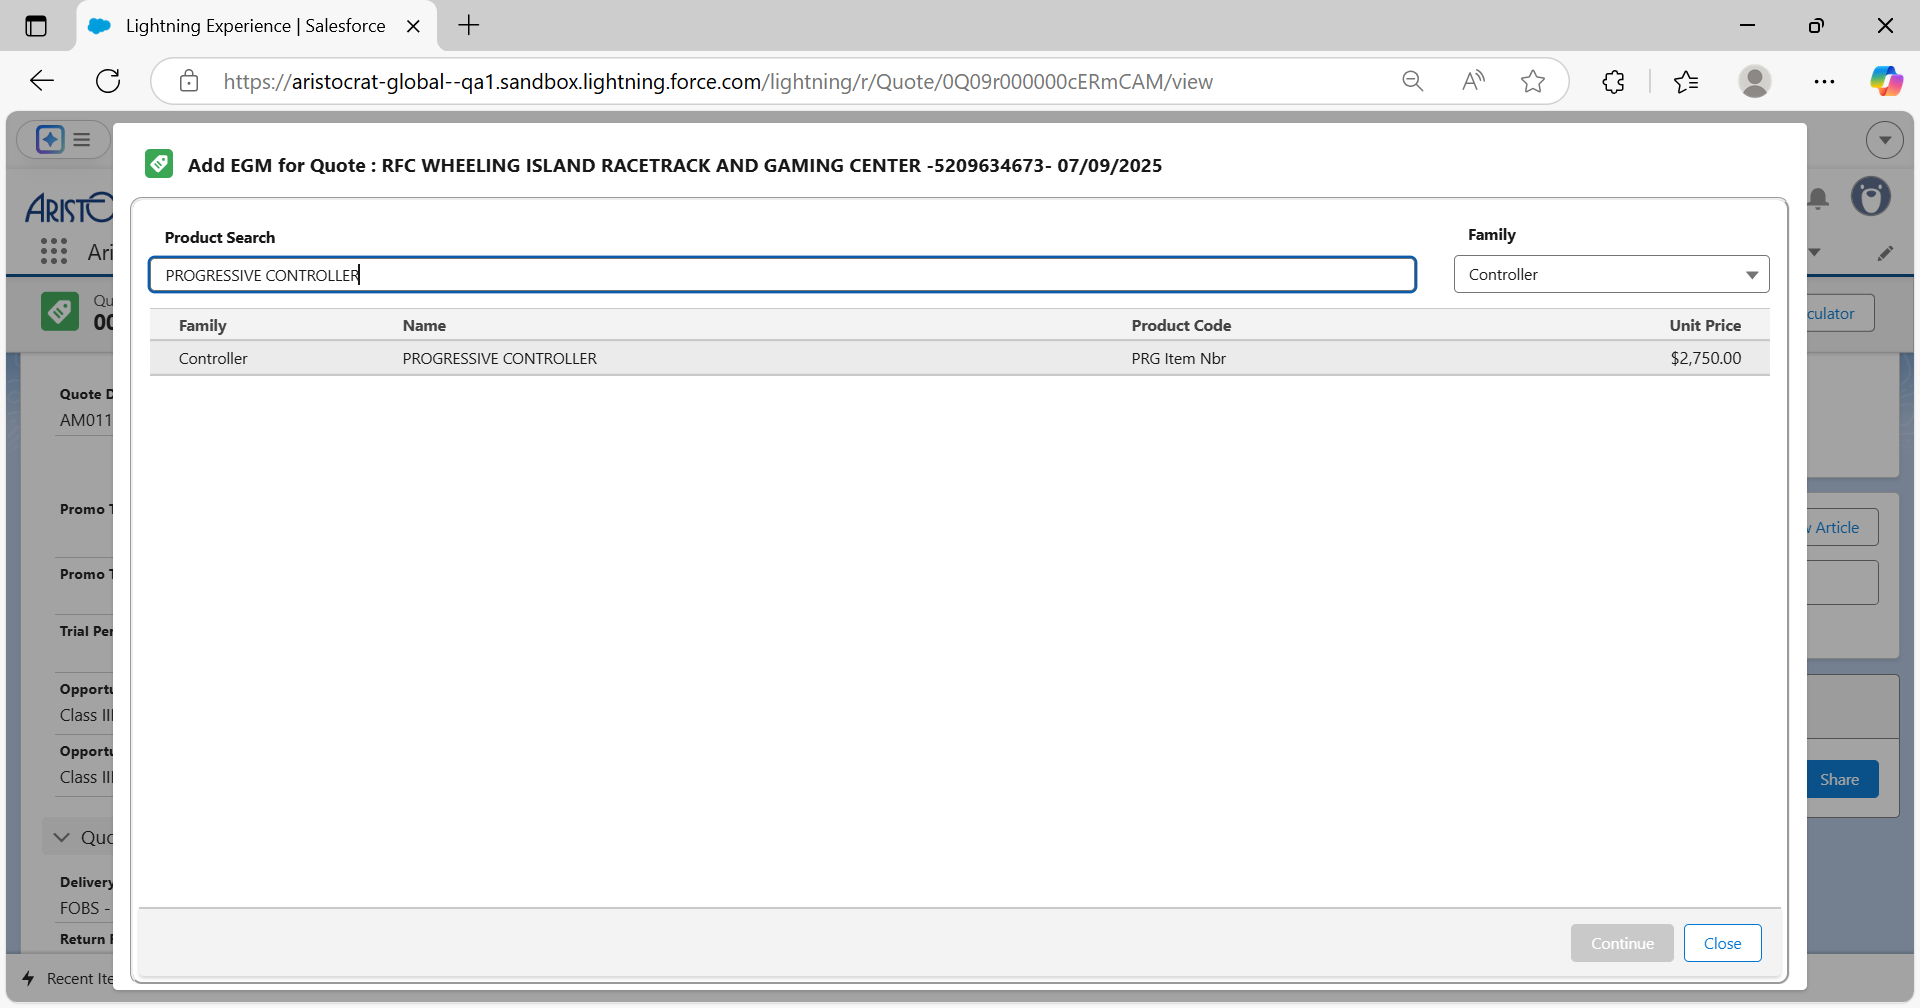 Lightning Experience | Salesforce
https://aristocrat-global--qa1.sandbox.lightning.force.com/lightning/r/Quote/0Q09r000000cERmCAM/view
Add EGM for Quote : RFC WHEELING ISLAND RACETRACK AND GAMING CENTER -5209634673- 07/09/2025
ARISTO
Ari
Product Search
Family
PROGRESSIVE CONTROLLER
Controller
Qu
00
culator
Family Name Product Code Unit Price
Controller PROGRESSIVE CONTROLLER PRG Item Nbr $2,750.00
Quote D
AM011
Promo T
Article
Promo T
Trial Per
Opportu
Class III
Opportu
Class III
Share
Quo
Delivery
FOBS -
Return
Continue
Close
Recent Ite